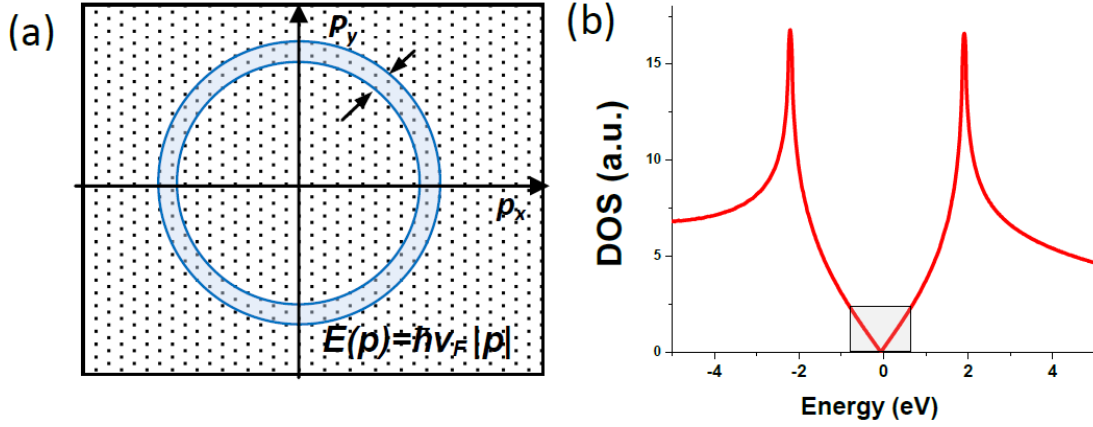 (a)
p_y
p_x
E(p)=ħv_F|p|
(b)
DOS (a.u.)
15
10
5
0
-4 -2 0 2 4
Energy (eV)